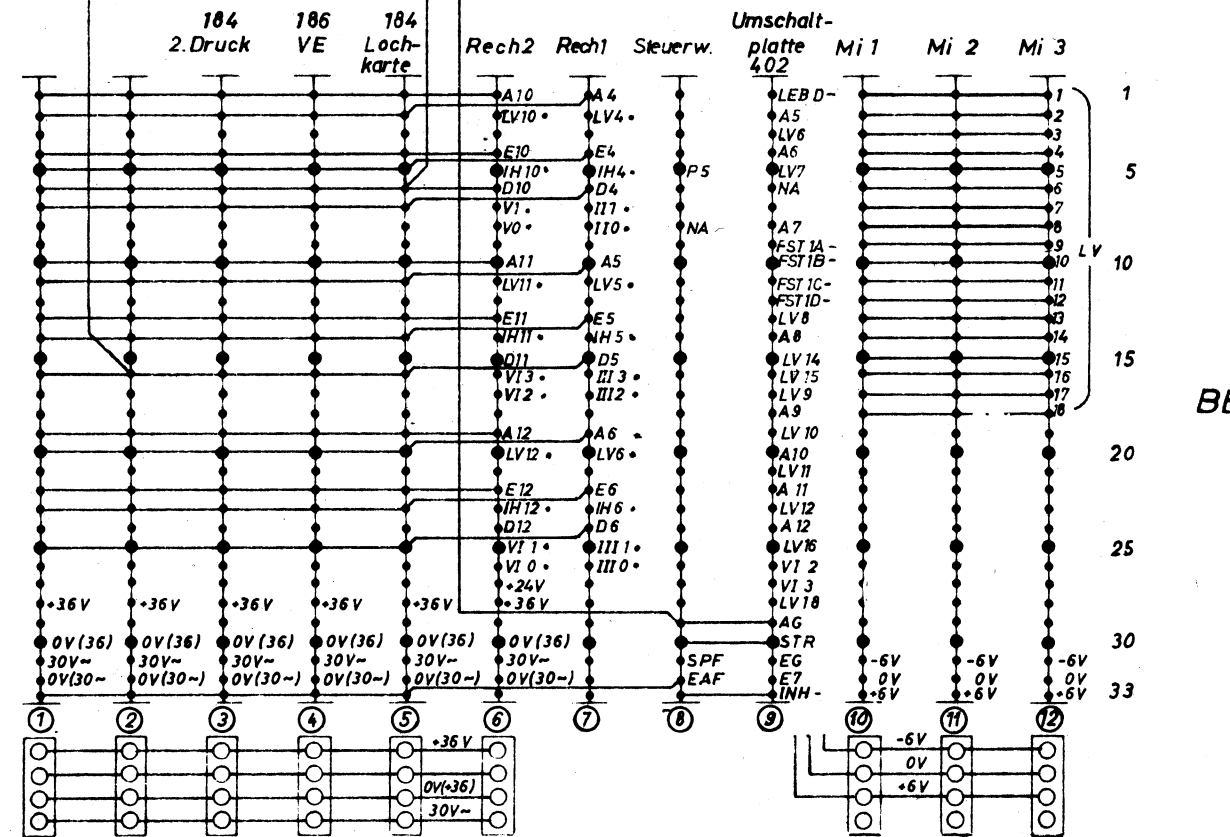 184 186 184 Umschalt-
2.Druck VE Loch- Rech2 Rech1 Steuerw. platte Mi 1 Mi 2 Mi 3
karte 402
A10 A4 LEB D- 1 1
LV10 LV4 A5 2
LV6 3
E10 E4 A6 4
IH10 IH4 PS LV7 5 5
D10 D4 NA 6
V1 II1 7
V0 II0 NA A7 8
FST1A- 9
A11 A5 FST1B- 10 LV 10
LV11 LV5 FST1C- 11
FST1D- 12
E11 E5 LV8 13
IH11 IH5 A8 14
D11 D5 LV14 15 15
VI3 III3 LV15 16
VI2 III2 LV9 17
A9 18
BE
A12 A6 LV10
LV12 LV6 A10 20
LV11
E12 E6 A11
IH12 IH6 LV12
D12 D6 A12
VI1 III1 LV16 25
VI0 III0 VI2
+24V VI3
+36V +36V +36V +36V +36V +36V LV18
AG
0V(36) 0V(36) 0V(36) 0V(36) 0V(36) 0V(36) STR 30
30V~ 30V~ 30V~ 30V~ 30V~ 30V~ SPF EG -6V -6V -6V
0V(30~ 0V(30~) 0V(30~) 0V(30~) 0V(30~) 0V(30~) EAF E7 0V 0V 0V
INH- +6V +6V +6V 33
1 2 3 4 5 6 7 8 9 10 11 12
+36V -6V
0V
0V(+36) +6V
30V~